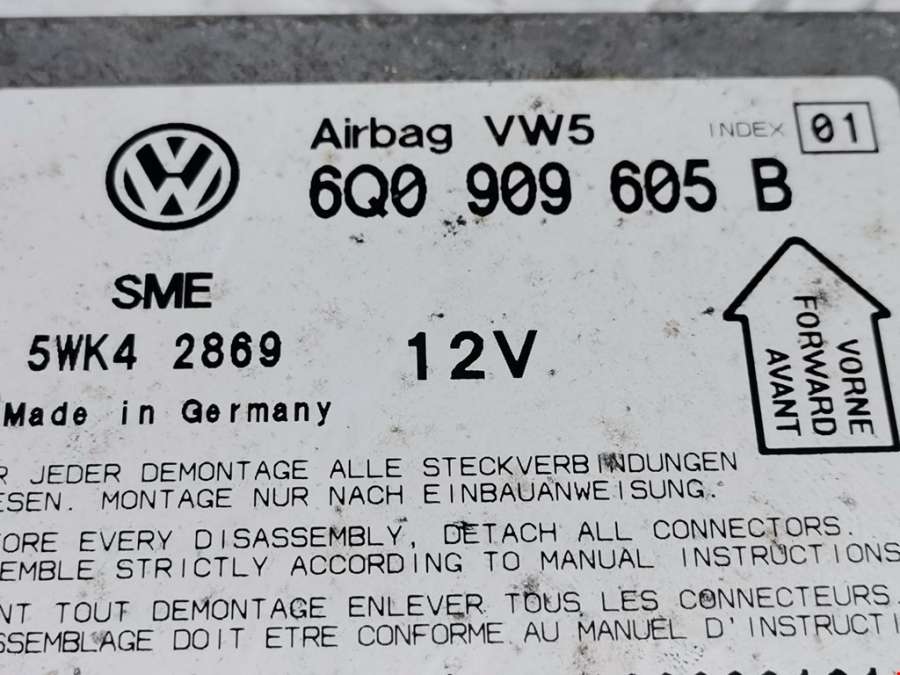 Airbag VW5 INDEX 01
6Q0 909 605 B
SME
5WK4 2869
12V
Made in Germany
VORNE
FORWARD
AVANT
JEDER DEMONTAGE ALLE STECKVERBINDUNGEN
MONTAGE NUR NACH EINBAUANWEISUNG.
EVERY DISASSEMBLY, DETACH ALL CONNECTORS.
STRICTLY ACCORDING TO MANUAL INSTRUCTIONS
TOUT DEMONTAGE ENLEVER TOUS LES CONNECTEURS.
DOIT ETRE CONFORME AU MANUEL